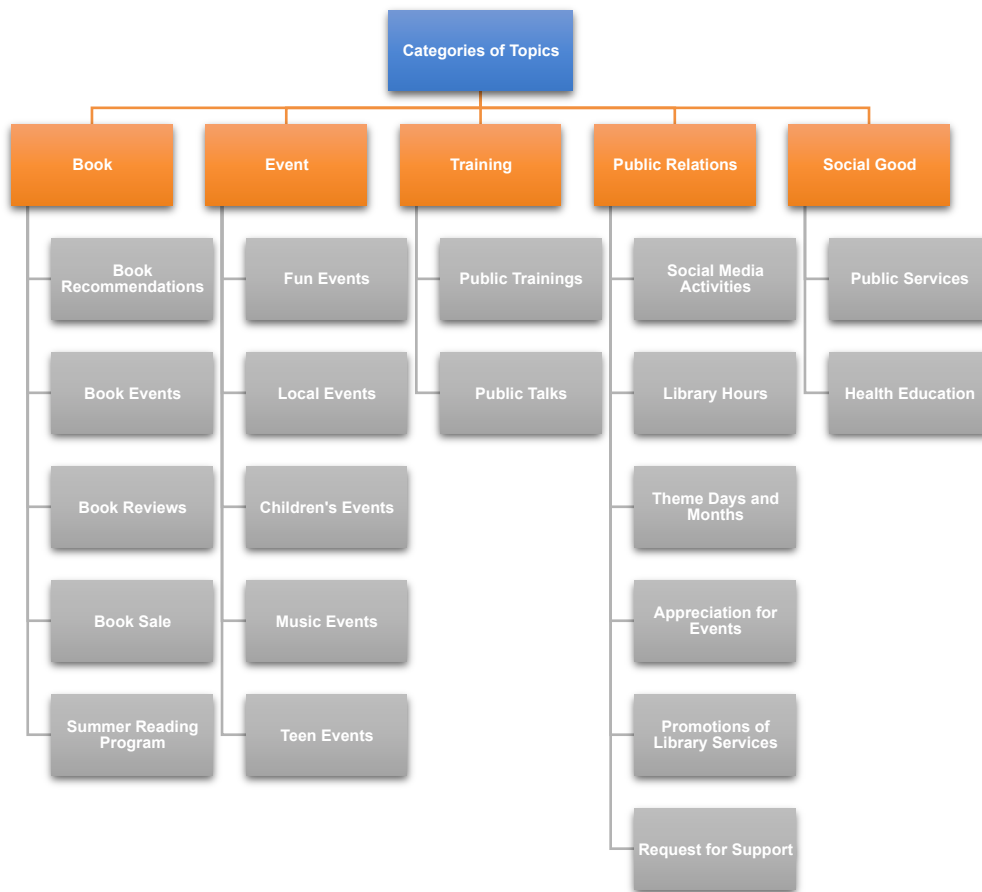 Categories of Topics
Book
Event
Training
Public Relations
Social Good
Book
Recommendations
Fun Events
Public Trainings
Social Media
Activities
Public Services
Book Events
Local Events
Public Talks
Library Hours
Health Education
Book Reviews
Children's Events
Theme Days and
Months
Book Sale
Music Events
Appreciation for
Events
Summer Reading
Program
Teen Events
Promotions of
Library Services
Request for Support